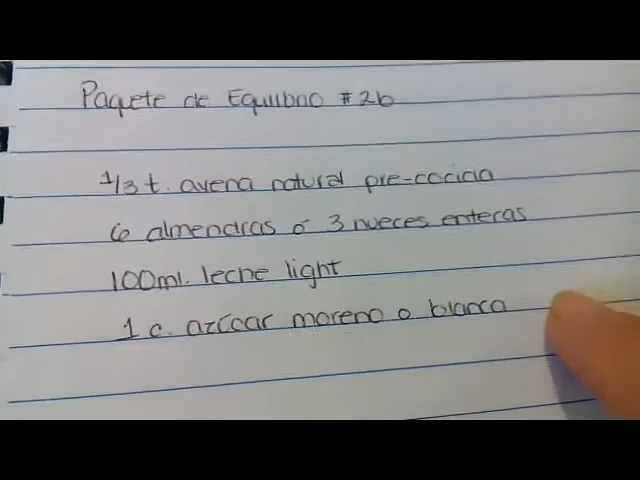 Paquete de Equilibrio #2b
1/3 t. avena natural pre-cocida
6 almendras ó 3 nueces enteras
100ml. leche light
1 c. azúcar moreno o blanca